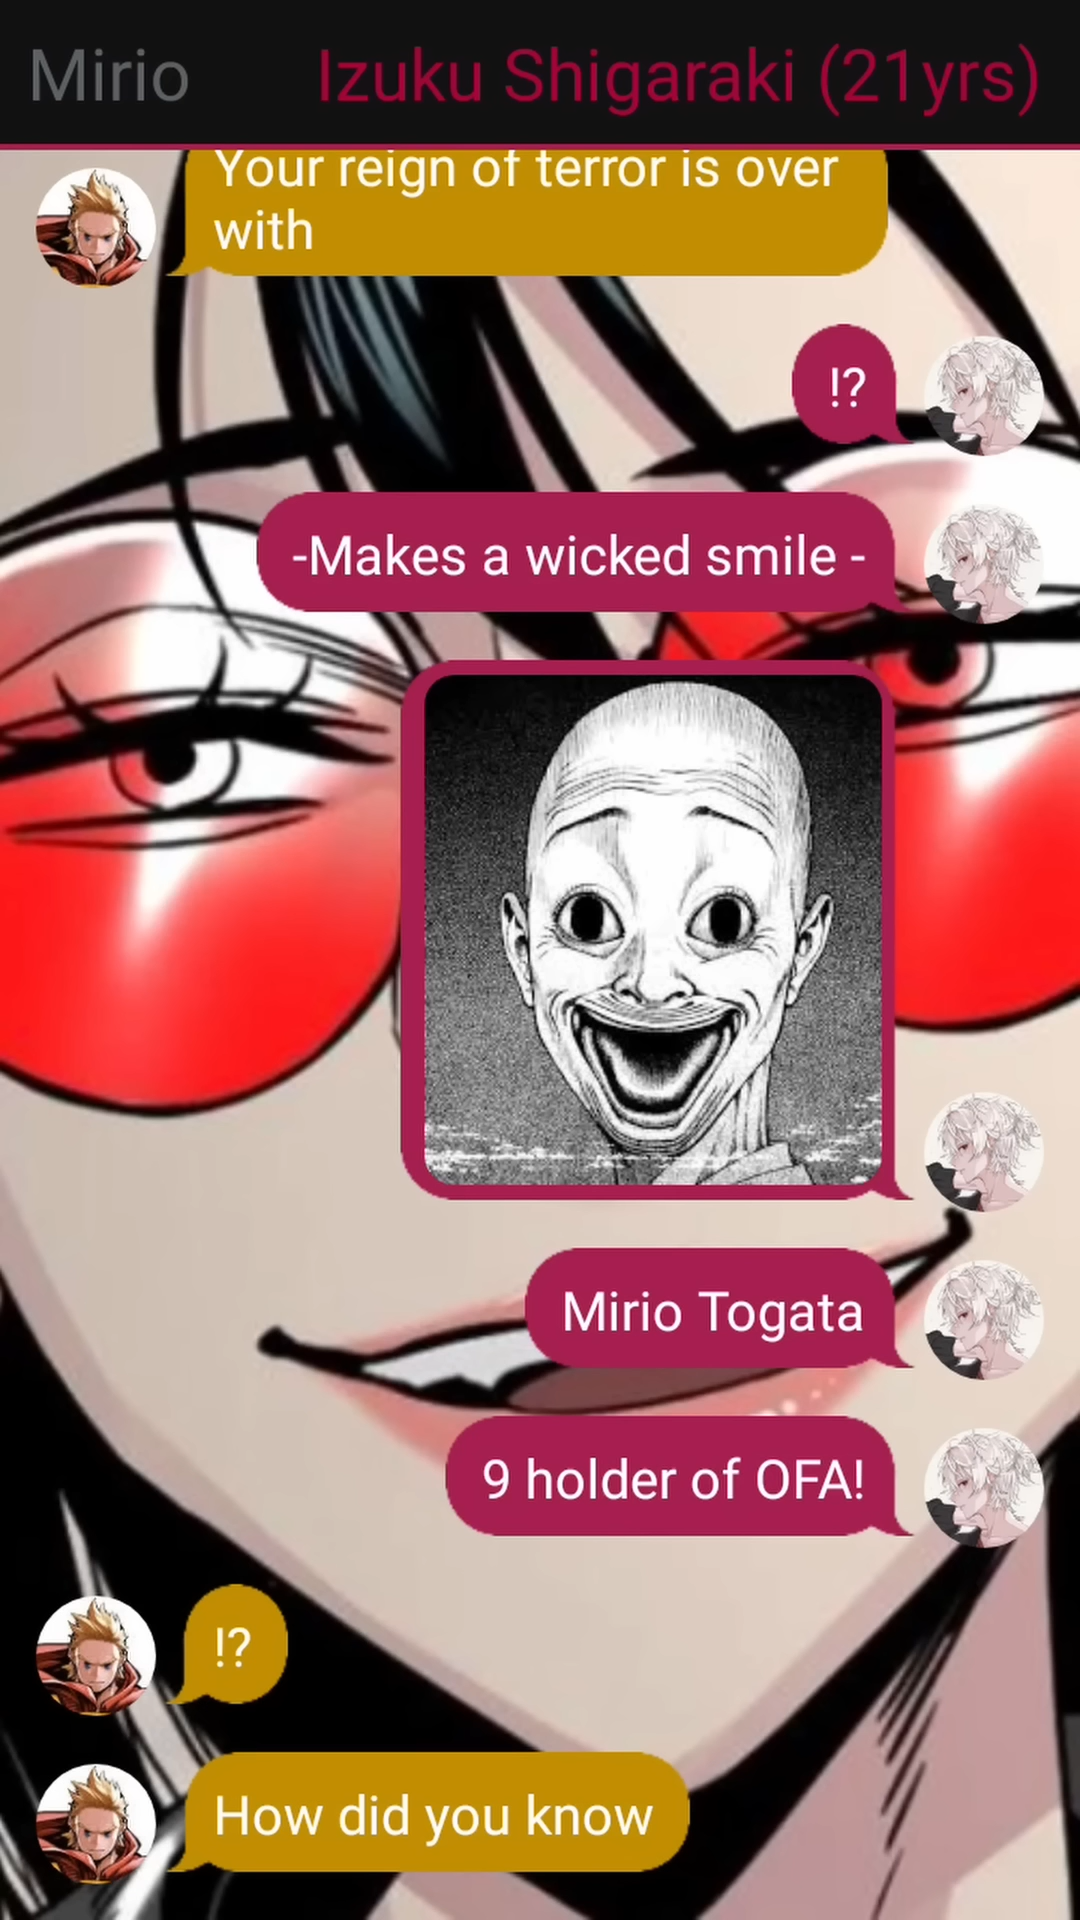 Mirio
Izuku Shigaraki (21yrs)
Your reign of terror is over
with
!?
-Makes a wicked smile -
Mirio Togata
9 holder of OFA!
!?
How did you know